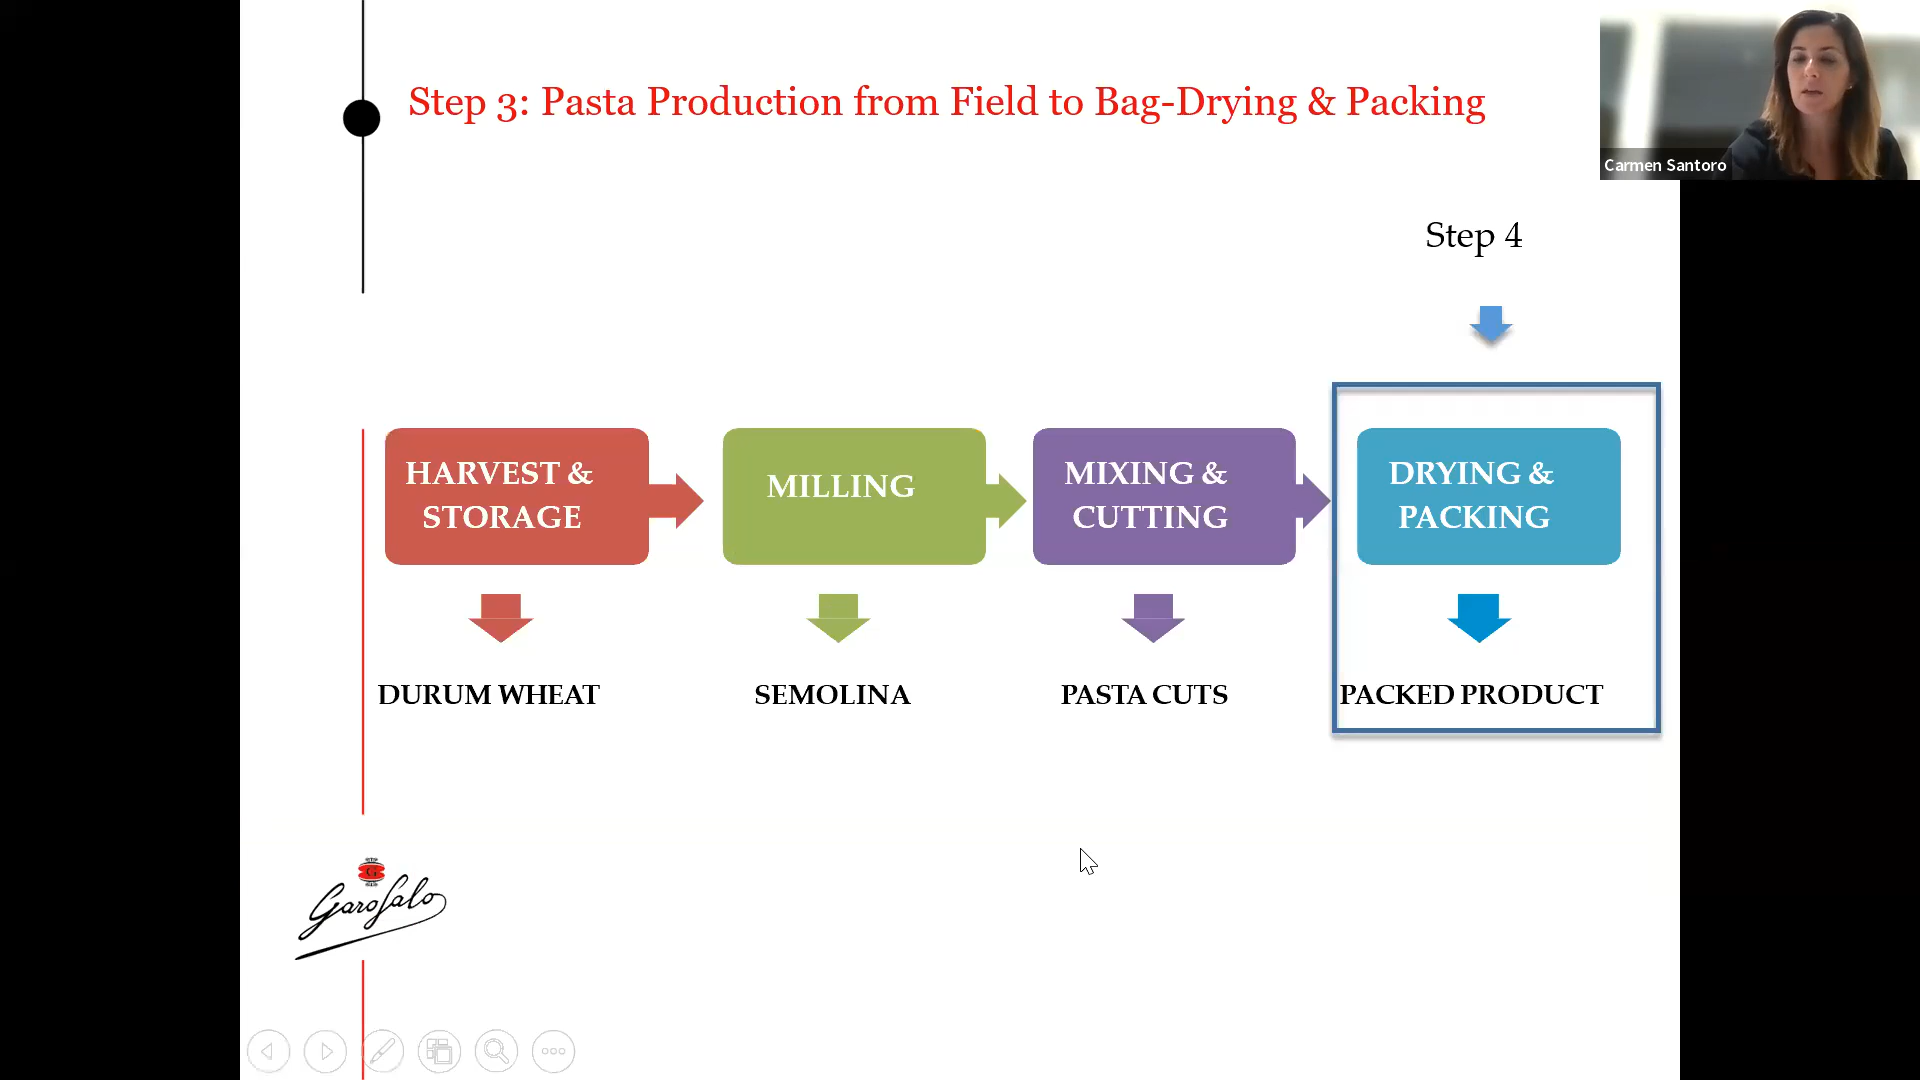 Step 3: Pasta Production from Field to Bag-Drying & Packing
Carmen Santoro
Step 4
HARVEST &
STORAGE
MILLING
MIXING &
CUTTING
DRYING &
PACKING
DURUM WHEAT
SEMOLINA
PASTA CUTS
PACKED PRODUCT
G
Garofalo